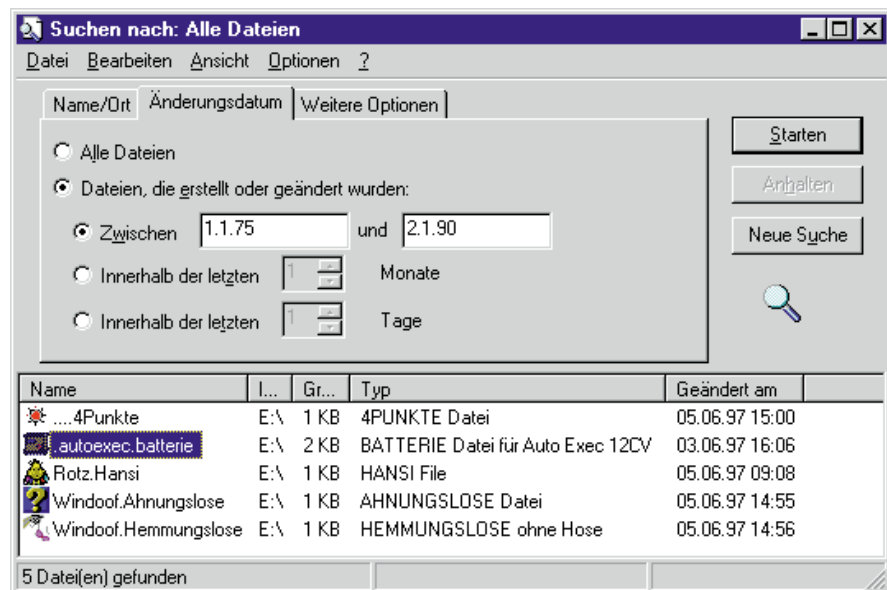 Suchen nach: Alle Dateien
Datei Bearbeiten Ansicht Optionen ?
Name/Ort Änderungsdatum Weitere Optionen
Starten
Alle Dateien
Anhalten
Dateien, die erstellt oder geändert wurden:
Zwischen 1.1.75 und 2.1.90
Neue Suche
Innerhalb der letzten 1 Monate
Innerhalb der letzten 1 Tage
Name I... Gr... Typ Geändert am
....4Punkte E:\ 1 KB 4PUNKTE Datei 05.06.97 15:00
.autoexec.batterie E:\ 2 KB BATTERIE Datei für Auto Exec 12CV 03.06.97 16:06
Rotz.Hansi E:\ 1 KB HANSI File 05.06.97 09:08
Windoof.Ahnungslose E:\ 1 KB AHNUNGSLOSE Datei 05.06.97 14:55
Windoof.Hemmungslose E:\ 1 KB HEMMUNGSLOSE ohne Hose 05.06.97 14:56
5 Datei(en) gefunden